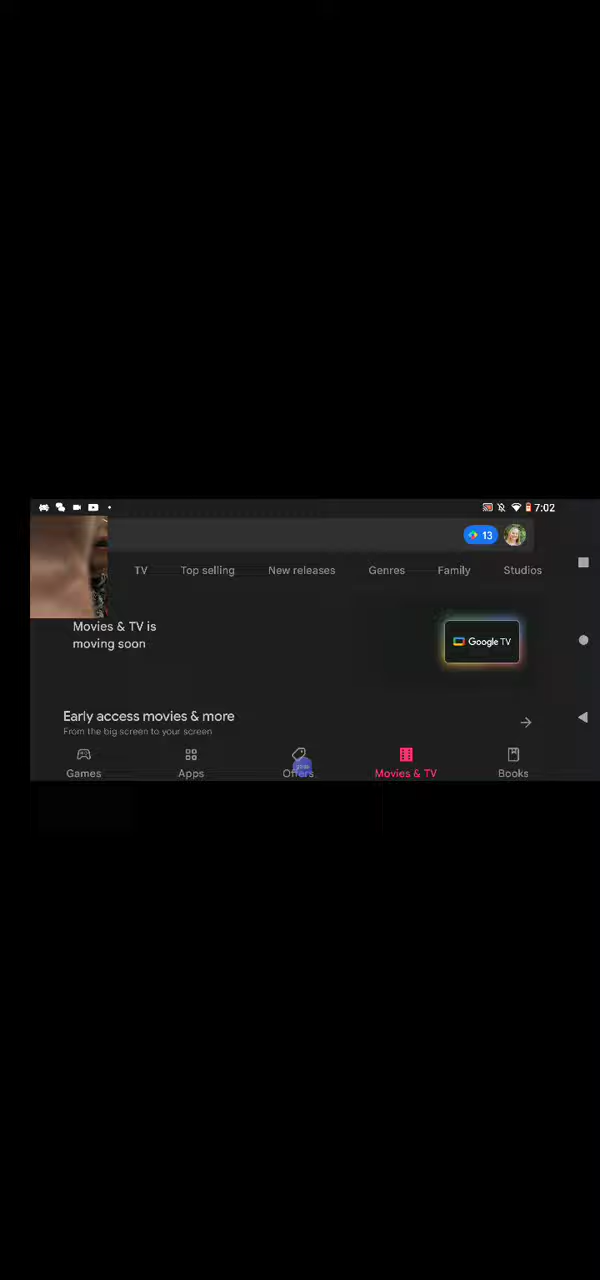 7:02
13
TV Top selling New releases Genres Family Studios
Movies & TV is
moving soon
Google TV
Early access movies & more
From the big screen to your screen
Games Apps Offers Movies & TV Books